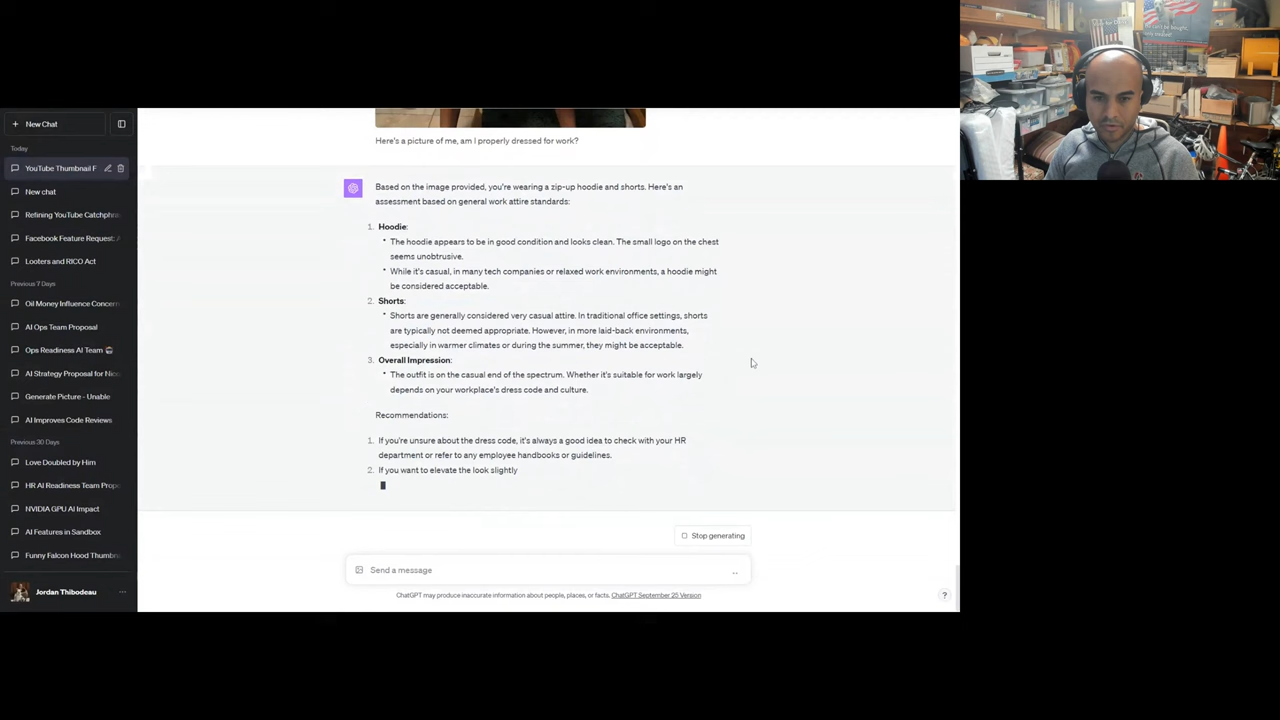 New Chat
Today
YouTube Thumbnail F
New chat
Refining YouTube Catchphr
Facebook Feature Request: A
Looters and RICO Act
Previous 7 Days
Oil Money Influence Concern
AI Ops Team Proposal
Ops Readiness AI Team
AI Strategy Proposal for Nic
Generate Picture - Unable
AI Improves Code Reviews
Previous 30 Days
Love Doubled by Him
HR AI Readiness Team Prop
NVIDIA GPU AI Impact
AI Features in Sandbox
Funny Falcon Hood Thumbn
Jordan Thibodeau
Here's a picture of me, am I properly dressed for work?
Based on the image provided, you're wearing a zip-up hoodie and shorts. Here's an
assessment based on general work attire standards:
1. Hoodie:
• The hoodie appears to be in good condition and looks clean. The small logo on the chest
seems unobtrusive.
• While it's casual, in many tech companies or relaxed work environments, a hoodie might
be considered acceptable.
2. Shorts:
• Shorts are generally considered very casual attire. In traditional office settings, shorts
are typically not deemed appropriate. However, in more laid-back environments,
especially in warmer climates or during the summer, they might be acceptable.
3. Overall Impression:
• The outfit is on the casual end of the spectrum. Whether it's suitable for work largely
depends on your workplace's dress code and culture.
Recommendations:
1. If you're unsure about the dress code, it's always a good idea to check with your HR
department or refer to any employee handbooks or guidelines.
2. If you want to elevate the look slightly
Stop generating
Send a message
ChatGPT may produce inaccurate information about people, places, or facts. ChatGPT September 25 Version
?